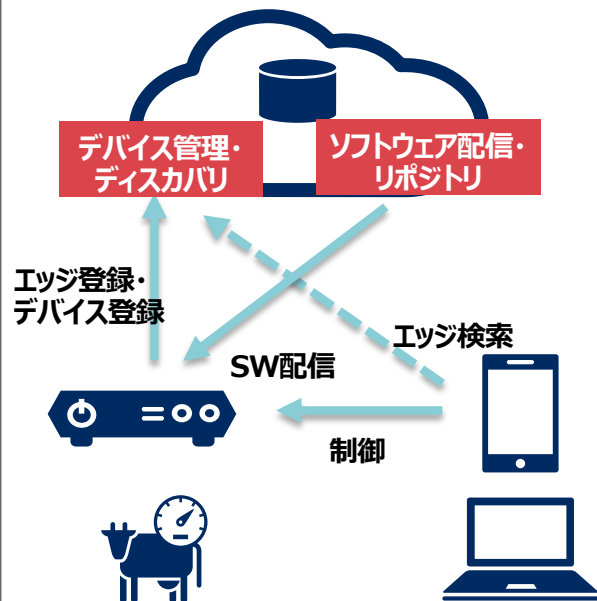 デバイス管理・
ディスカバリ
ソフトウェア配信・
リポジトリ
エッジ登録・
デバイス登録
エッジ検索
SW配信
制御